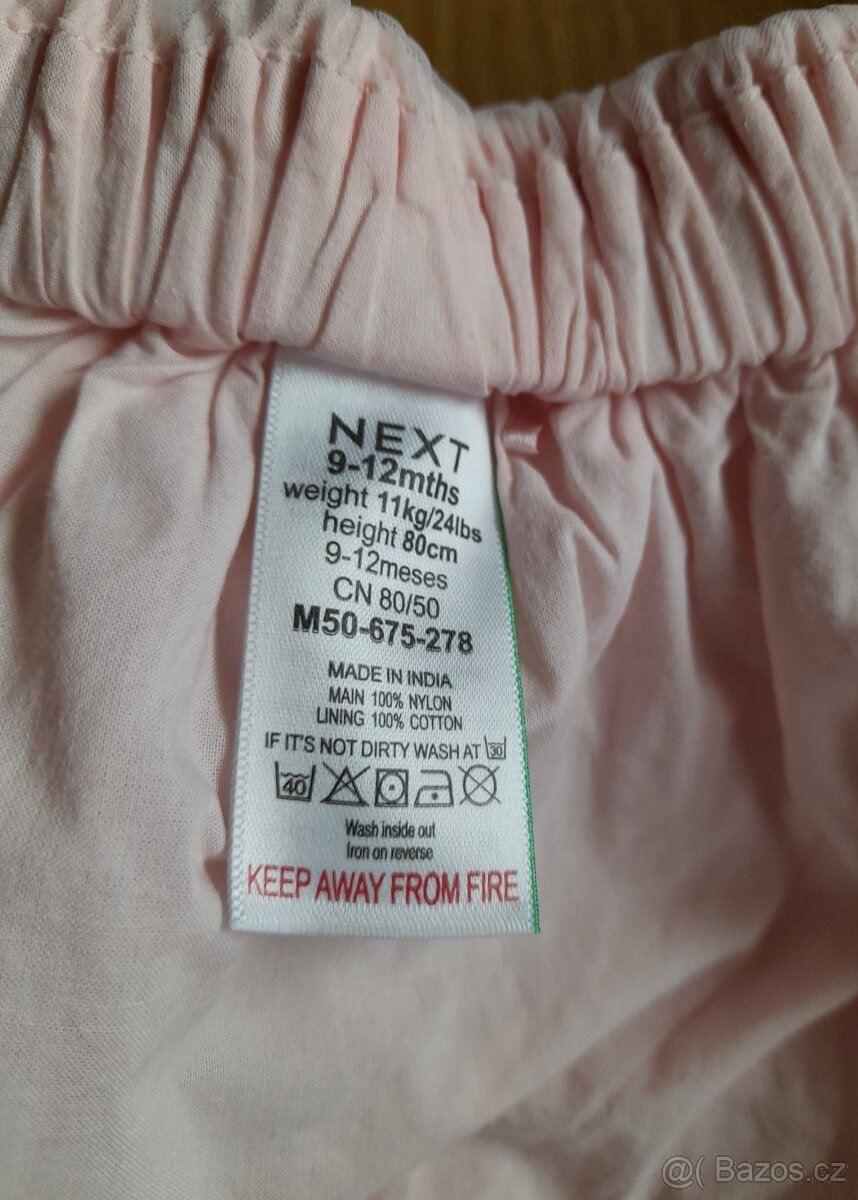 NEXT
9-12mths
weight 11kg/24lbs
height 80cm
9-12meses
CN 80/50
M50-675-278
MADE IN INDIA
MAIN 100% NYLON
LINING 100% COTTON
IF IT'S NOT DIRTY WASH AT 30
40
Wash inside out
Iron on reverse
KEEP AWAY FROM FIRE
@( Bazos.cz